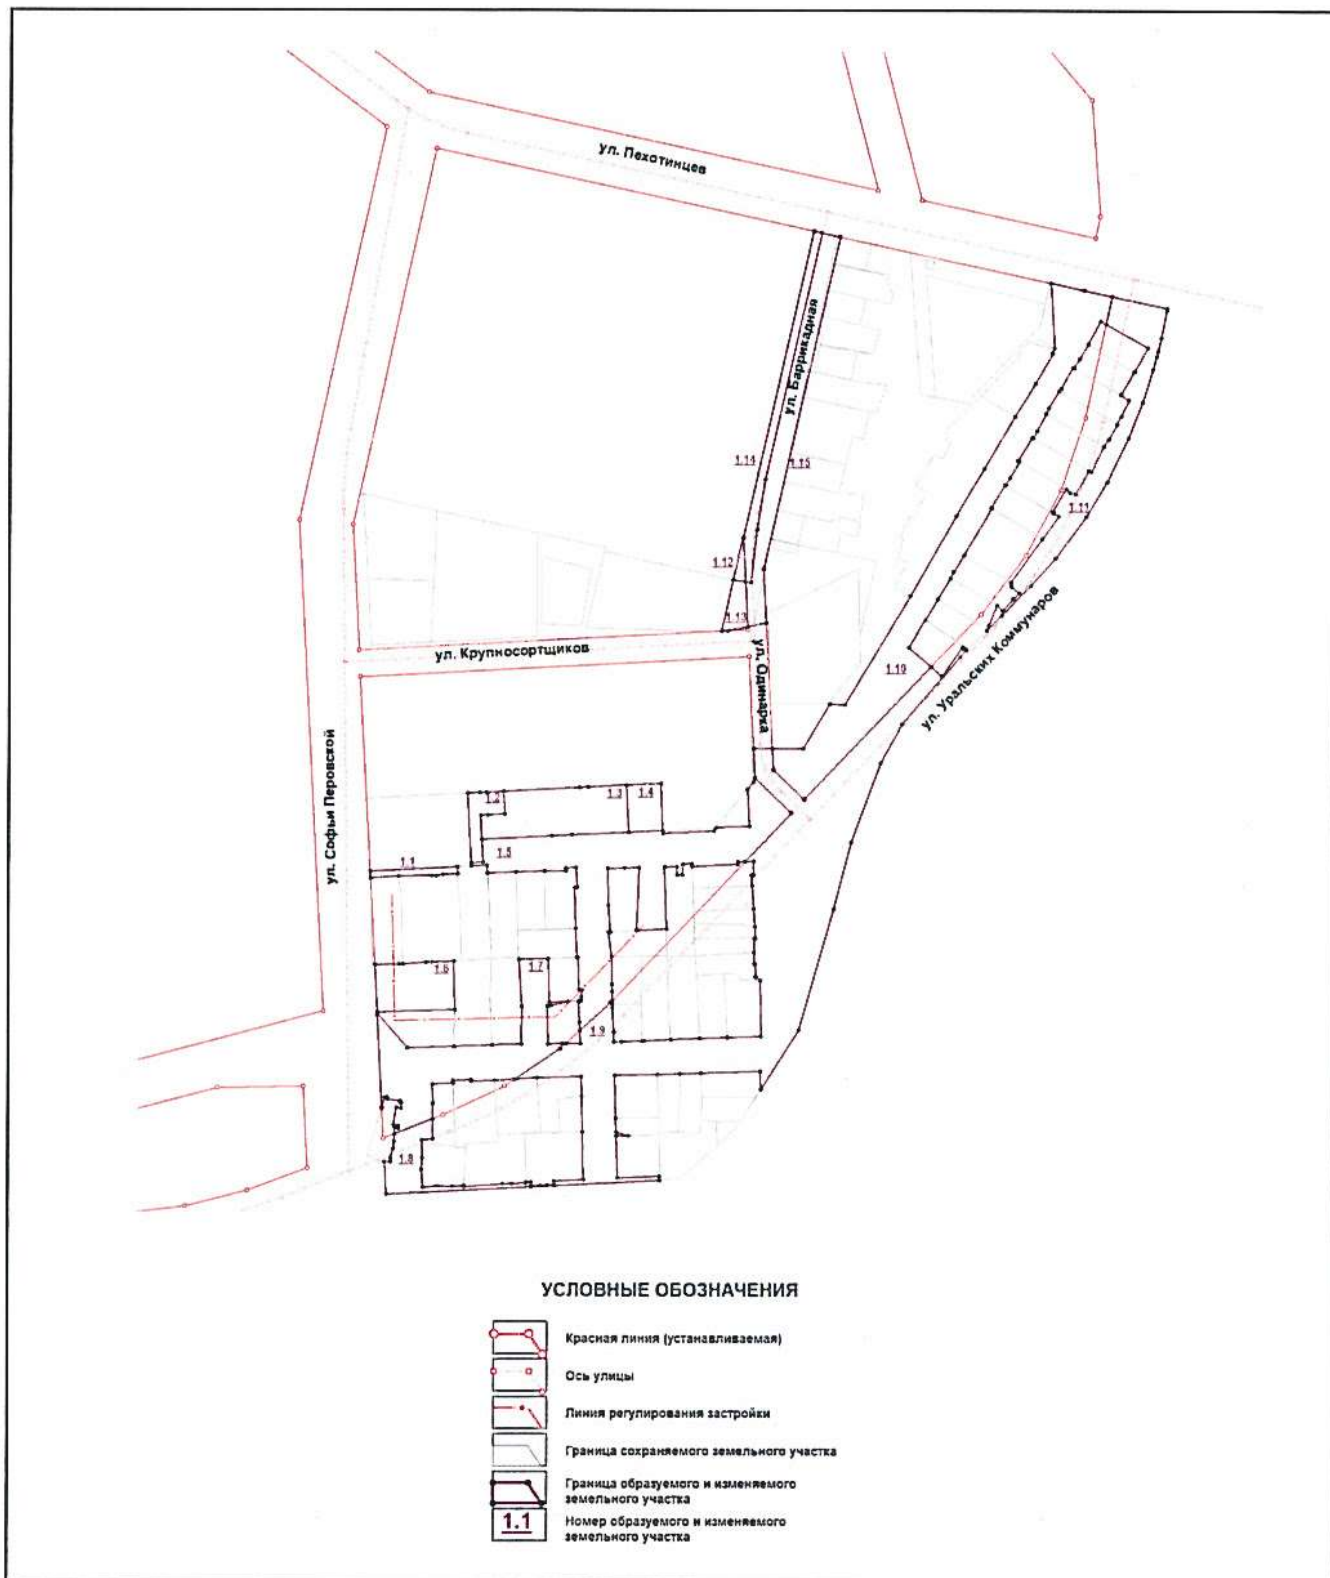 ул. Пехотинцев
ул. Баррикадная
1.14
1.15
1.11
1.12
1.13
ул. Крупносортщиков
ул. Одинарка
1.10
ул. Уральских Коммунаров
ул. Софьи Перовской
1.2
1.3
1.4
1.1
1.5
1.6
1.7
1.9
1.8
УСЛОВНЫЕ ОБОЗНАЧЕНИЯ
Красная линия (устанавливаемая)
Ось улицы
Линия регулирования застройки
Граница сохраняемого земельного участка
Граница образуемого и изменяемого
земельного участка
1.1
Номер образуемого и изменяемого
земельного участка